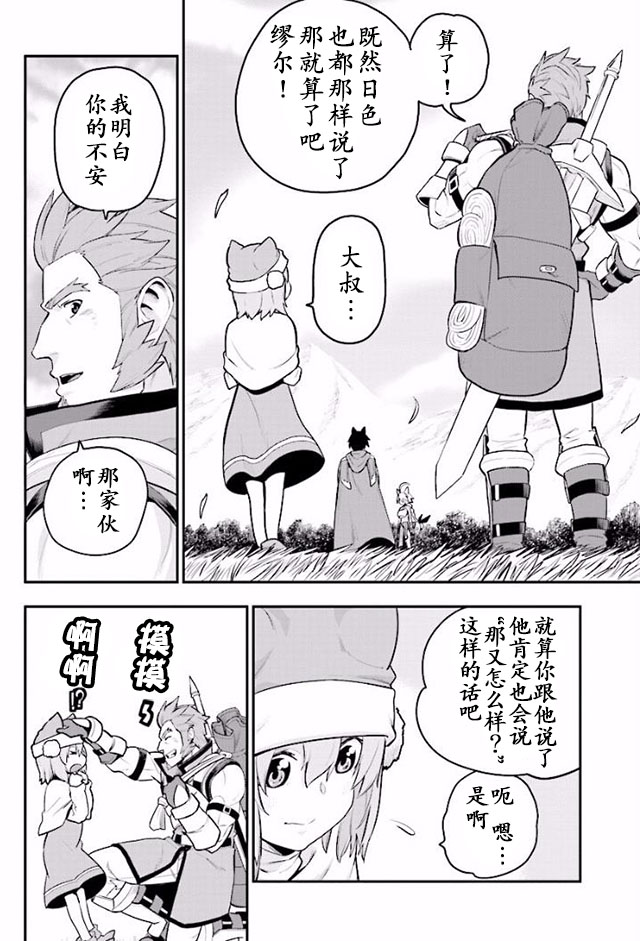 算了！
既然日色
也都那样说了
那就算了吧
缪尔！
大叔…
我明白
你的不安
那家伙
啊…
就算你跟他说了
他肯定也会说
“那又怎么样？”
这样的话吧
呃
嗯…
是啊
摸摸